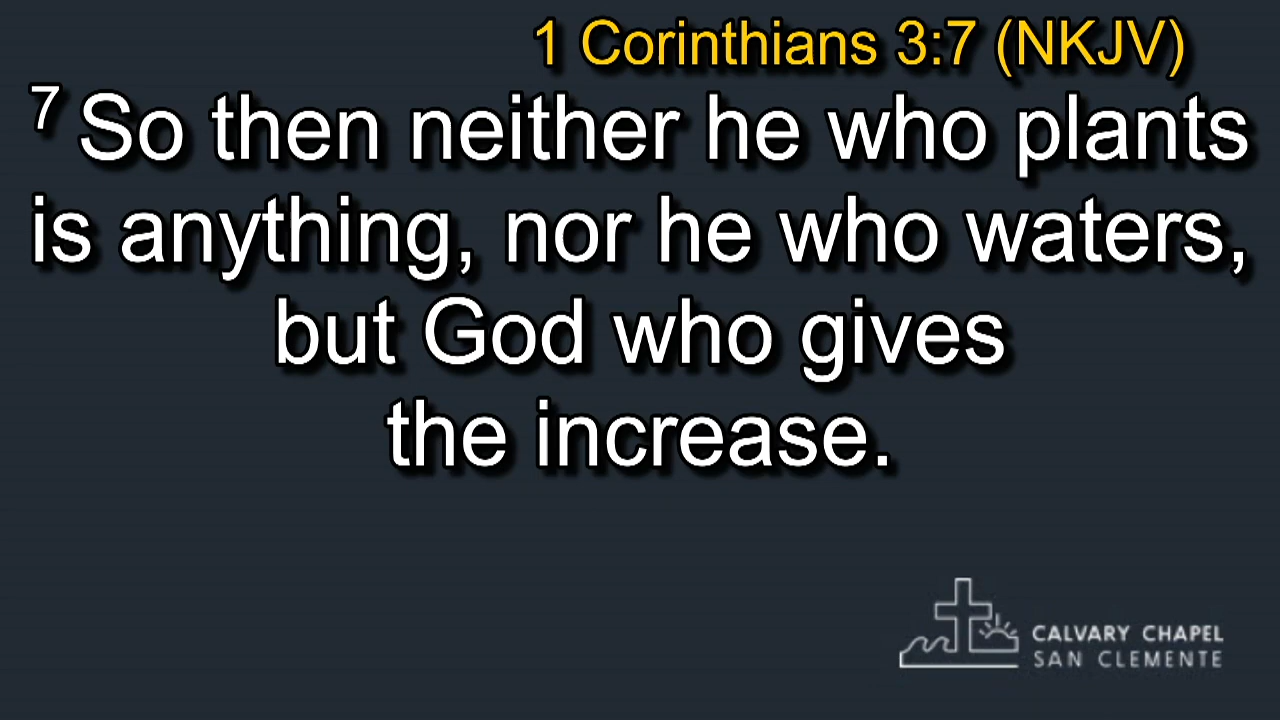 1 Corinthians 3:7 (NKJV)
7 So then neither he who plants
is anything, nor he who waters,
but God who gives
the increase.
CALVARY CHAPEL
SAN CLEMENTE